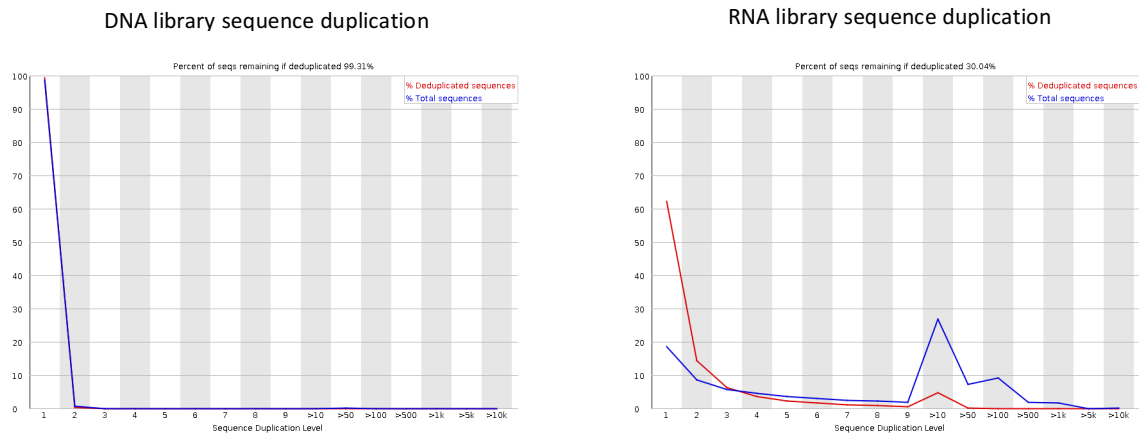 DNA library sequence duplication
Percent of seqs remaining if deduplicated 99.31%
% Deduplicated sequences
% Total sequences
100
90
80
70
60
50
40
30
20
10
0
1 2 3 4 5 6 7 8 9 >10 >50 >100 >500 >1k >5k >10k
Sequence Duplication Level
RNA library sequence duplication
Percent of seqs remaining if deduplicated 30.04%
% Deduplicated sequences
% Total sequences
100
90
80
70
60
50
40
30
20
10
0
1 2 3 4 5 6 7 8 9 >10 >50 >100 >500 >1k >5k >10k
Sequence Duplication Level